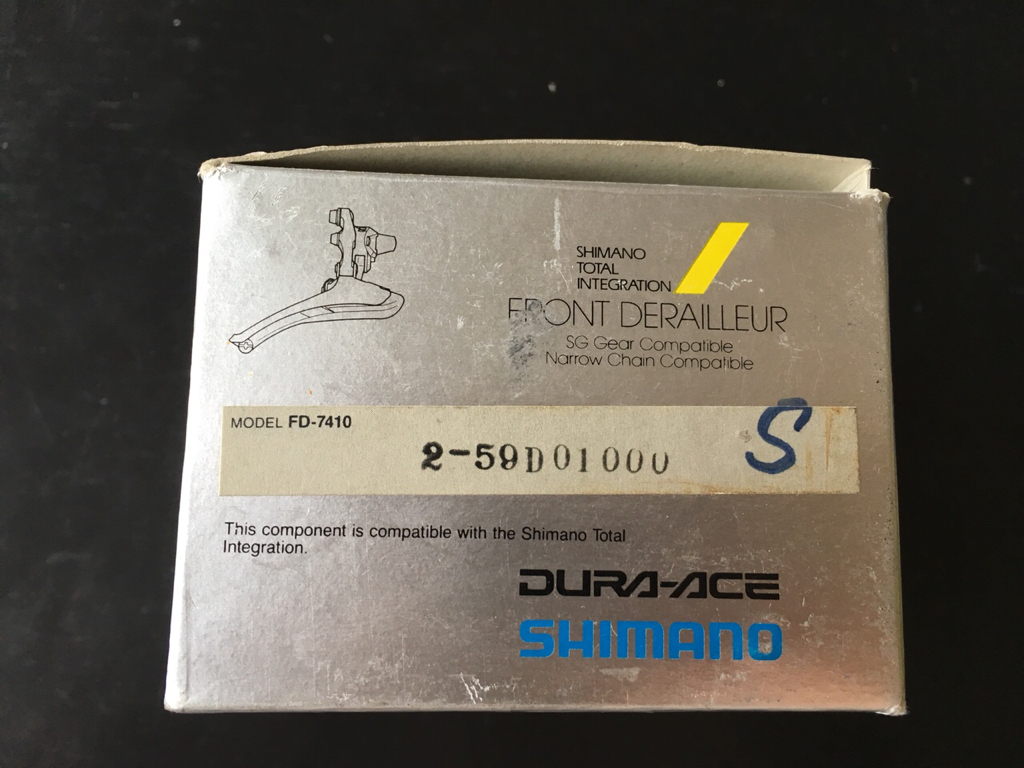 SHIMANO
TOTAL
INTEGRATION
FRONT DERAILLEUR
SG Gear Compatible
Narrow Chain Compatible
MODEL FD-7410
2-59D01000
S
This component is compatible with the Shimano Total
Integration.
DURA-ACE
SHIMANO